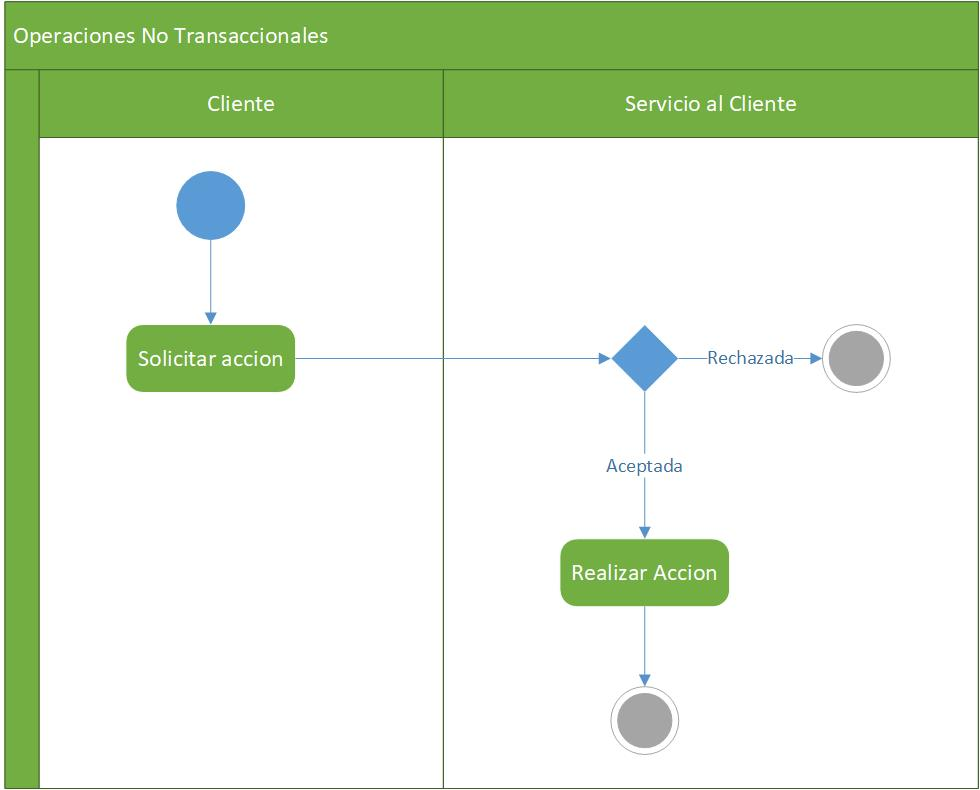 Operaciones No Transaccionales
Cliente
Servicio al Cliente
Solicitar accion
Rechazada
Aceptada
Realizar Accion